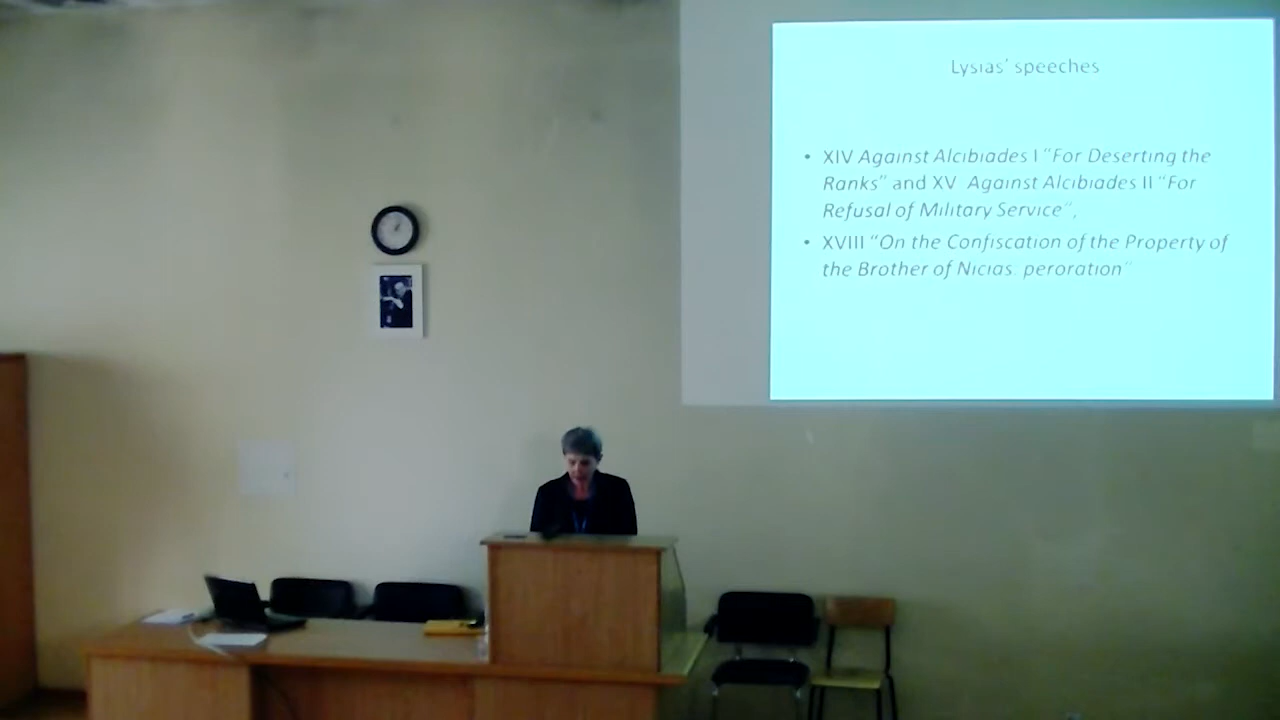 Lysias' speeches
• XIV Against Alcibiades I "For Deserting the
Ranks" and XV Against Alcibiades II "For
Refusal of Military Service",
• XVIII "On the Confiscation of the Property of
the Brother of Nicias. peroration"